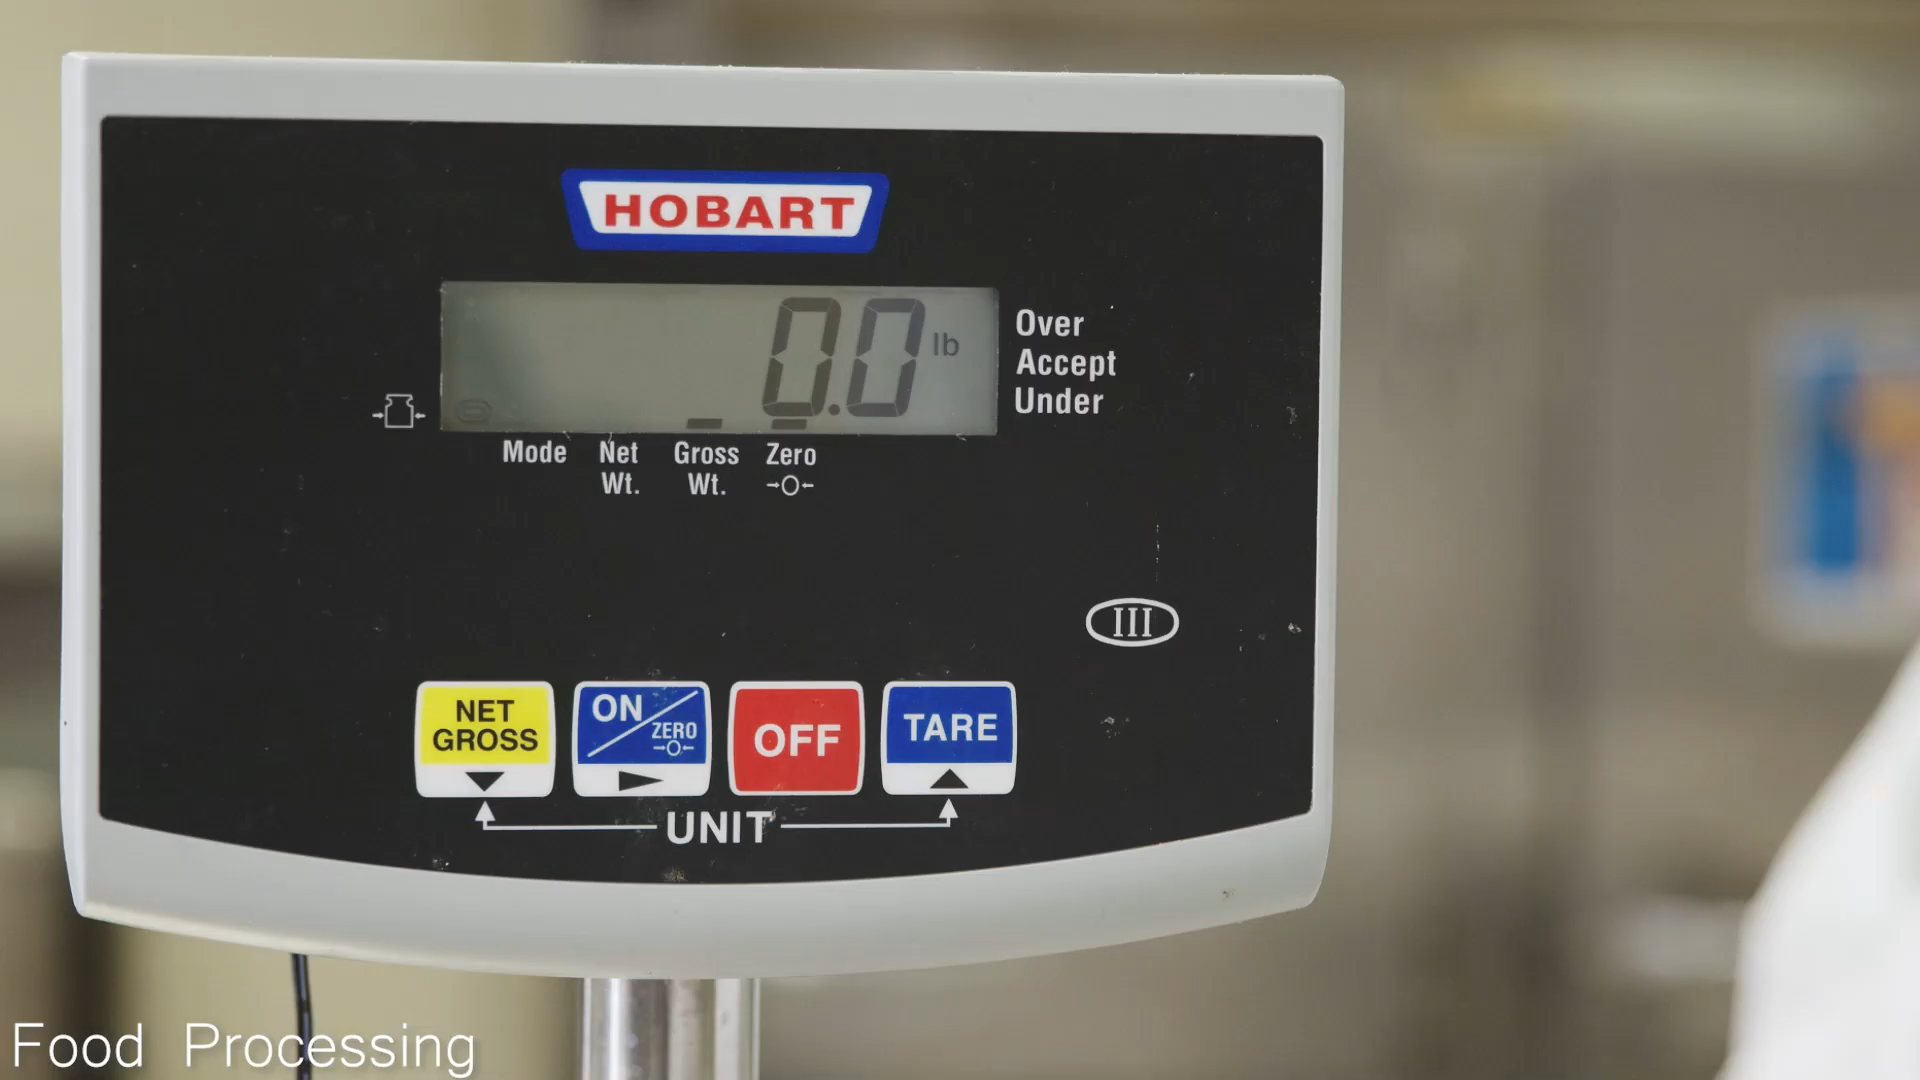 HOBART
0.0 lb
Over
Accept
Under
Mode Net Wt. Gross Wt. Zero
III
NET GROSS
ON ZERO
OFF
TARE
UNIT
Food Processing